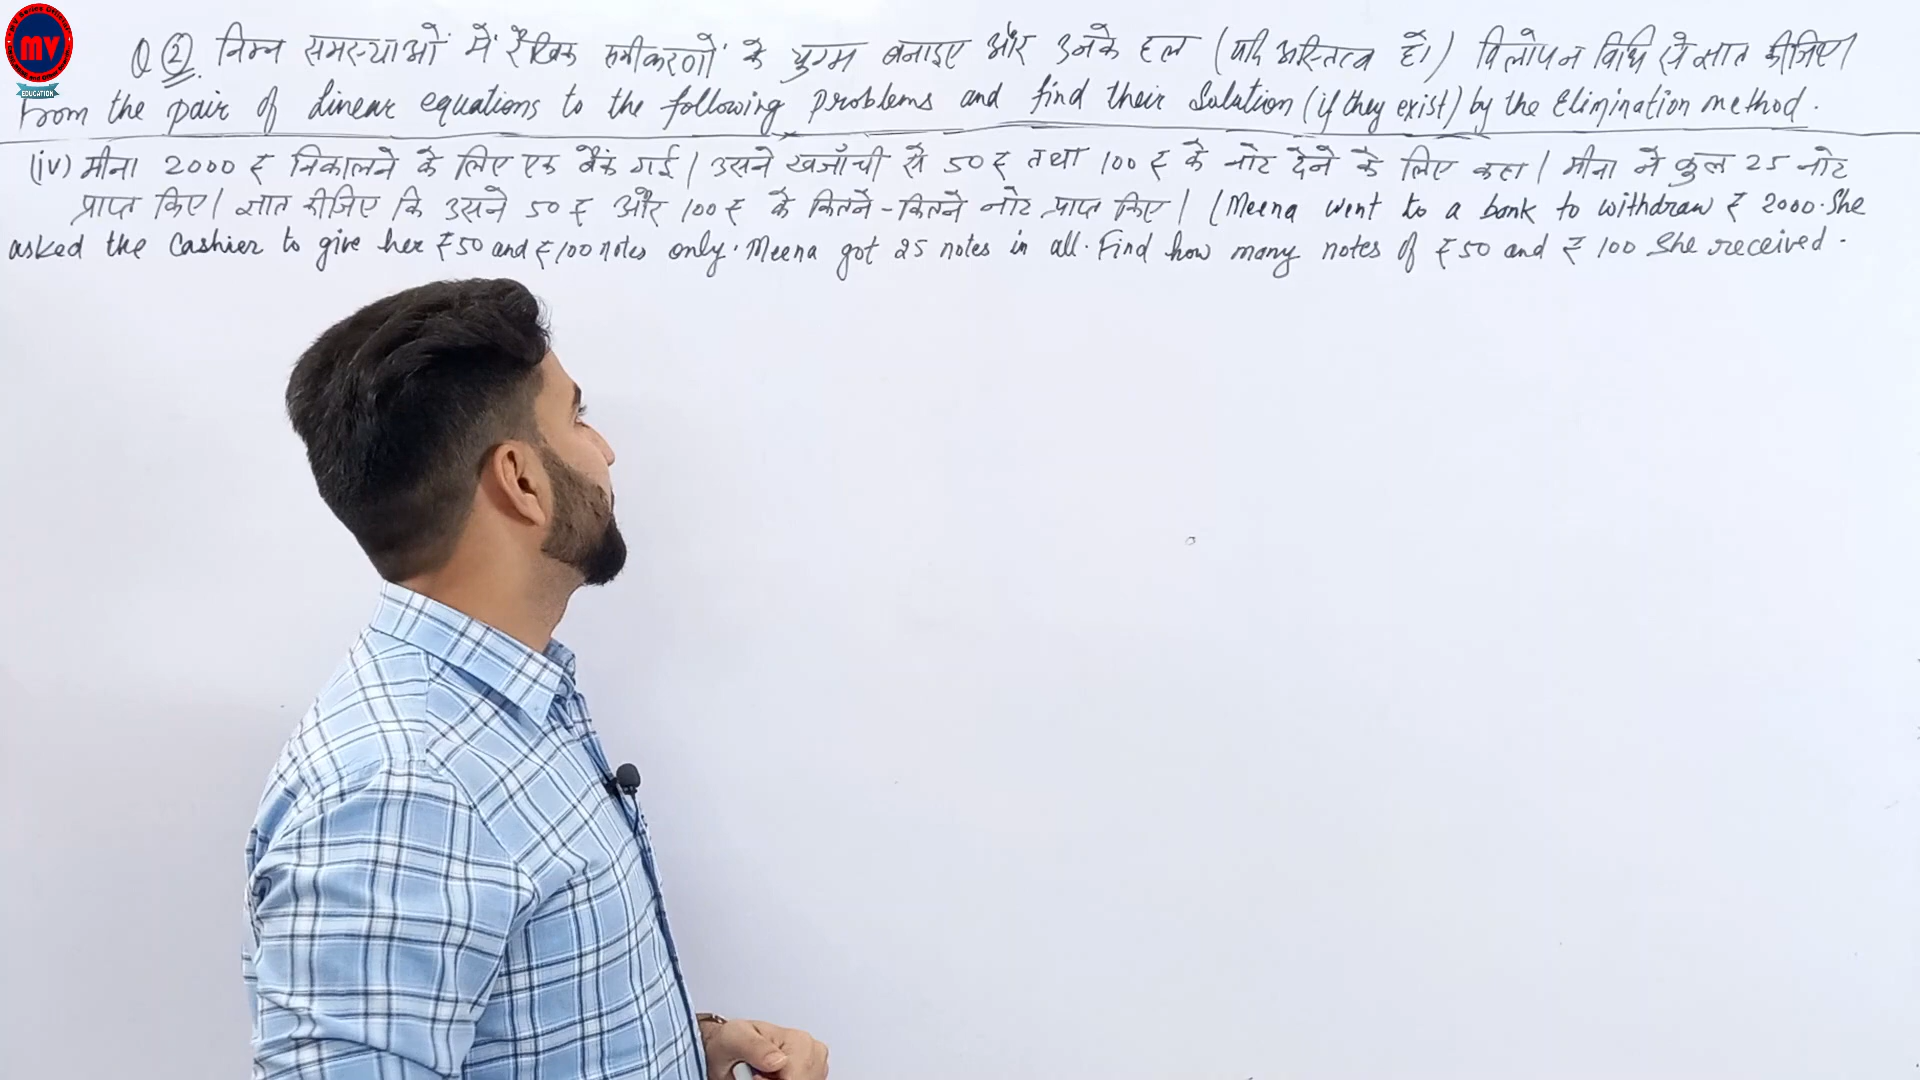 MV
EDUCATION
Q ②. निम्न समस्याओं में रैखिक समीकरणों के युग्म बनाइए और उनके हल (यदि अस्तित्व हो) विलोपन विधि से ज्ञात कीजिए।
From the pair of Linear equations to the following problems and find their Solution (if they exist) by the Elimination method.
(iv) मीना 2000 ₹ निकालने के लिए एक बैंक गई। उसने खजाँची से 50 ₹ तथा 100 ₹ के नोट देने के लिए कहा। मीना ने कुल 25 नोट
प्राप्त किए। ज्ञात कीजिए कि उसने 50 ₹ और 100 ₹ के कितने-कितने नोट प्राप्त किए। (Meena went to a bank to withdraw ₹ 2000. She
asked the Cashier to give her ₹50 and ₹100 notes only. Meena got 25 notes in all. Find how many notes of ₹50 and ₹ 100 She received.